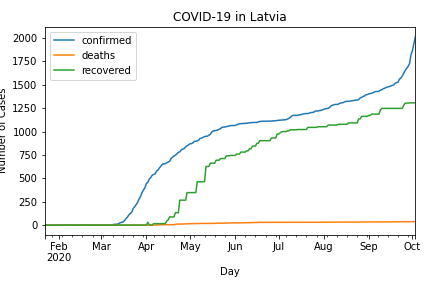 COVID-19 in Latvia
confirmed
deaths
recovered
2000
1750
1500
1250
1000
750
500
250
0
Number of Cases
Feb Mar Apr May Jun Jul Aug Sep Oct
2020
Day